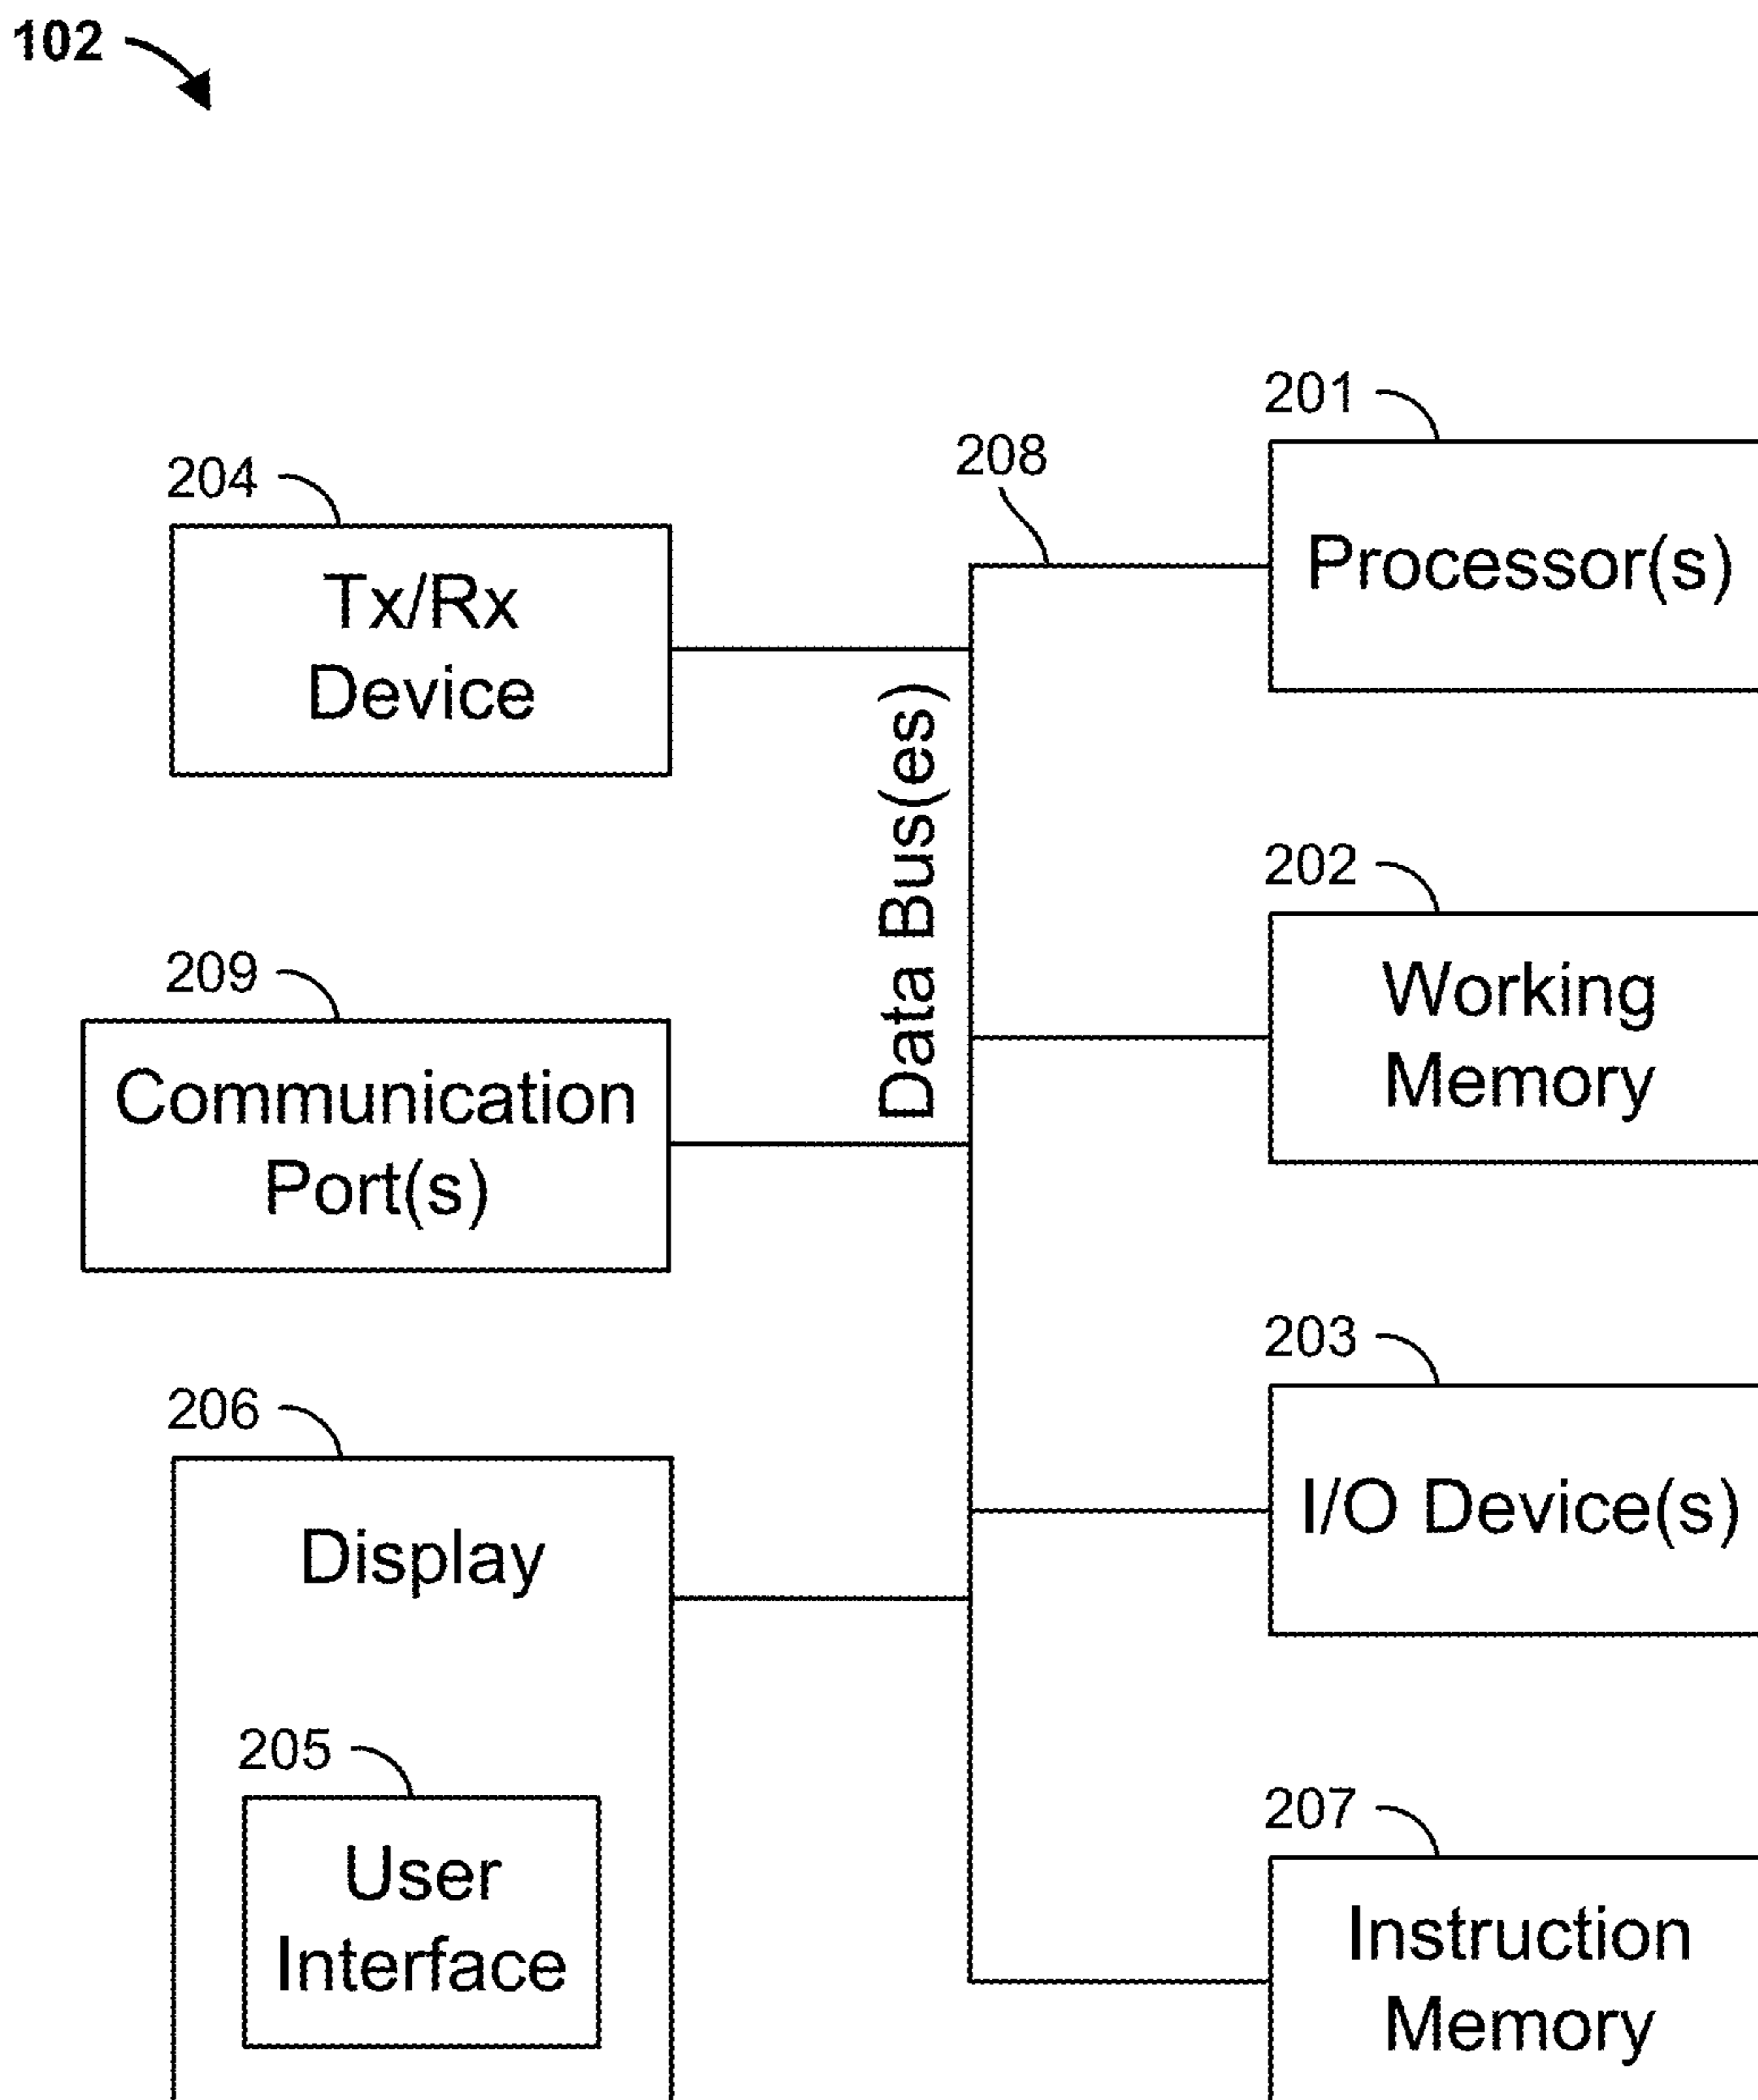 102
201
208
204
Processor(s)
Tx/Rx
Device
Data Bus(es)
202
209
Working
Memory
Communication
Port(s)
203
206
I/O Device(s)
Display
205
207
User
Interface
Instruction
Memory